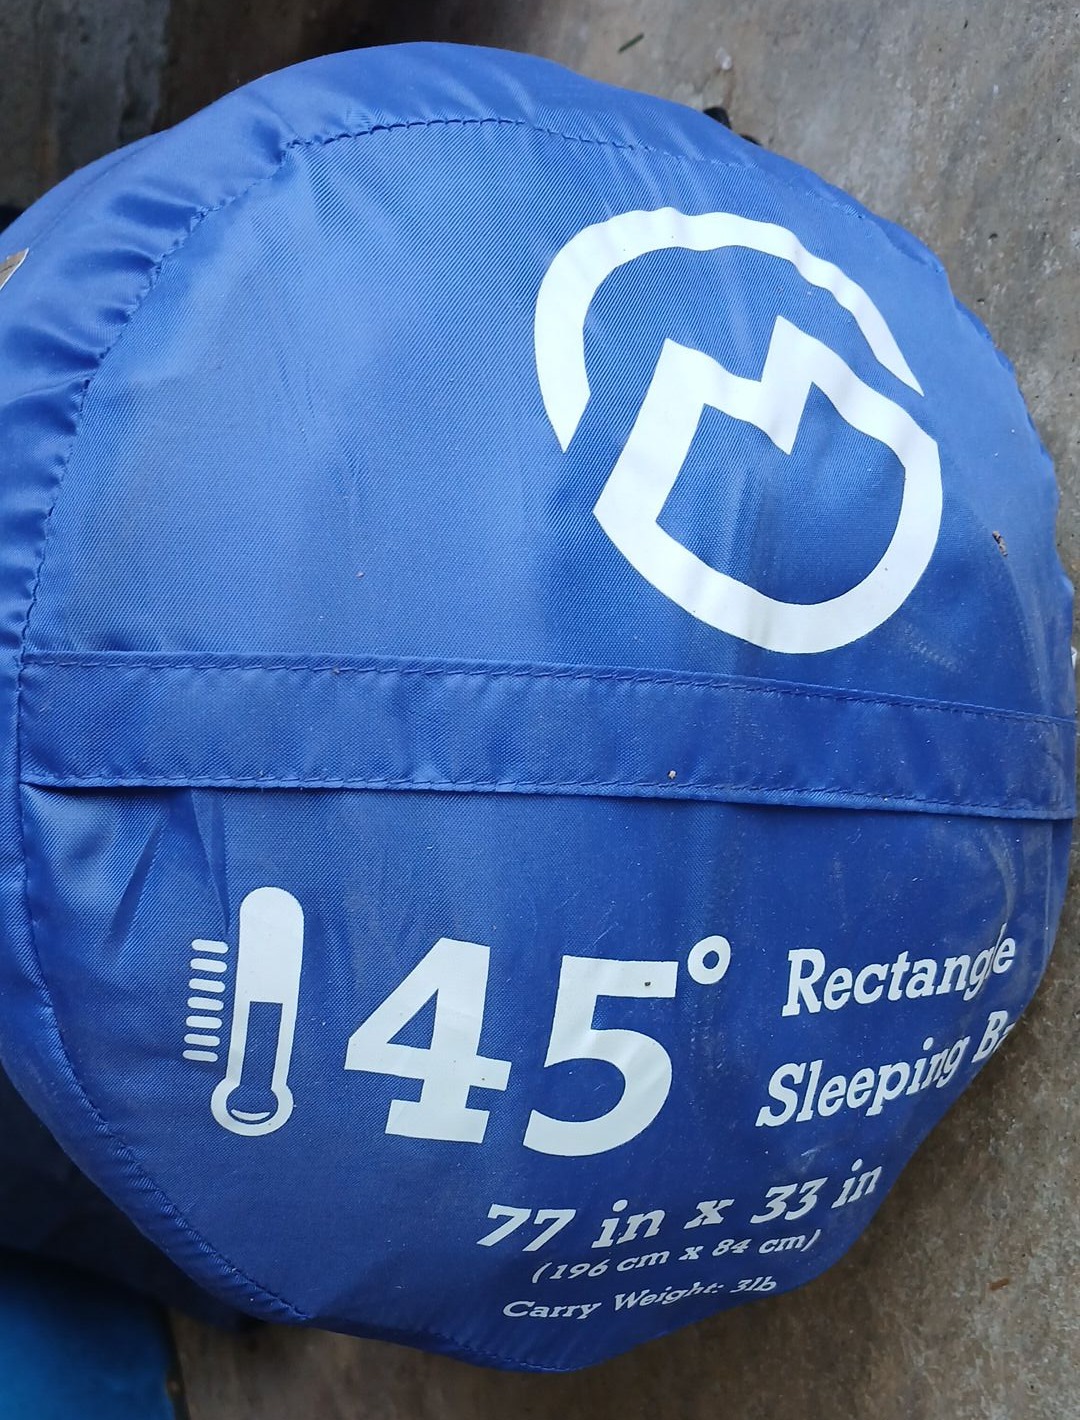 45° Rectangle
Sleeping
77 in x 33 in
(196 cm x 84 cm)
Carry Weight: 3lb